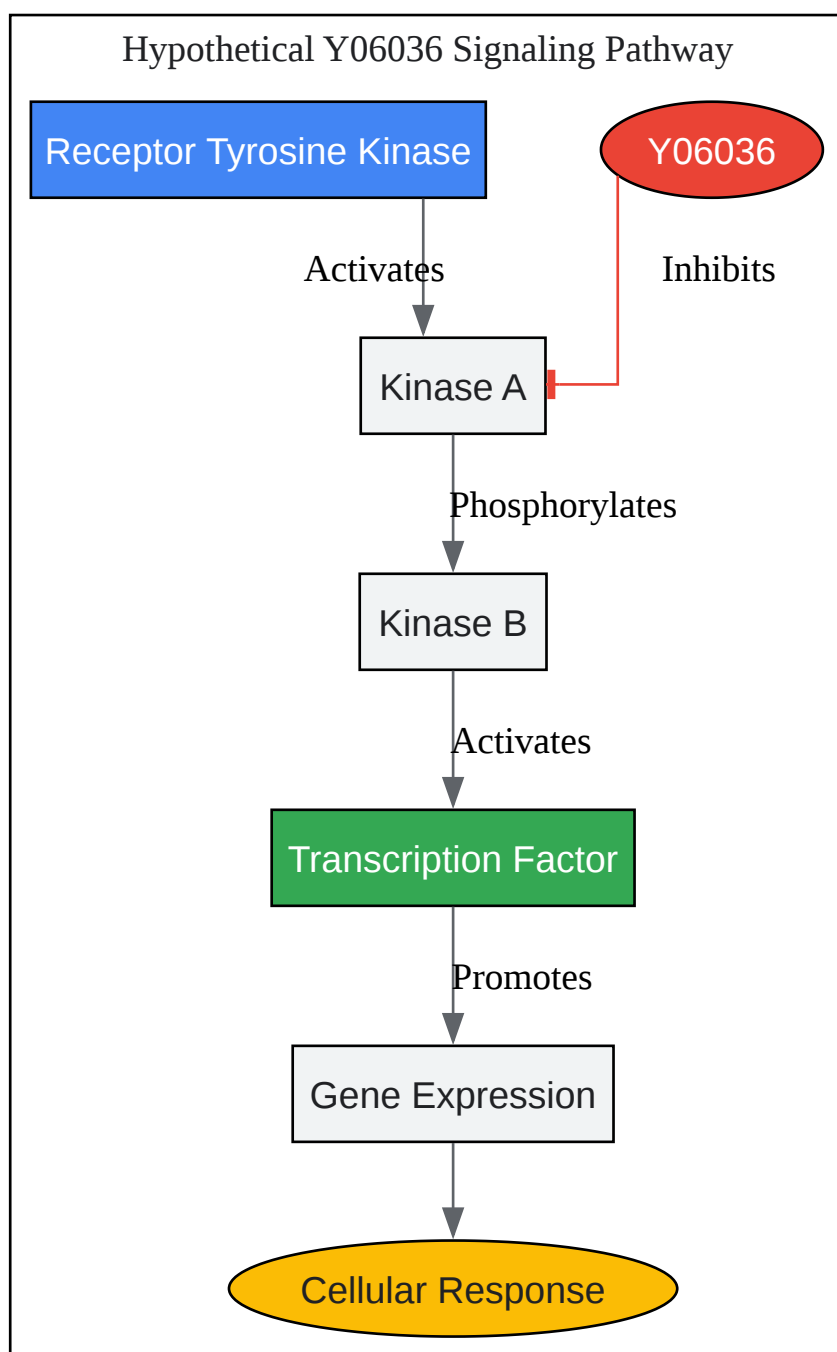 Hypothetical Y06036 Signaling Pathway
Receptor Tyrosine Kinase
Y06036
Activates
Inhibits
Kinase A
Phosphorylates
Kinase B
Activates
Transcription Factor
Promotes
Gene Expression
Cellular Response